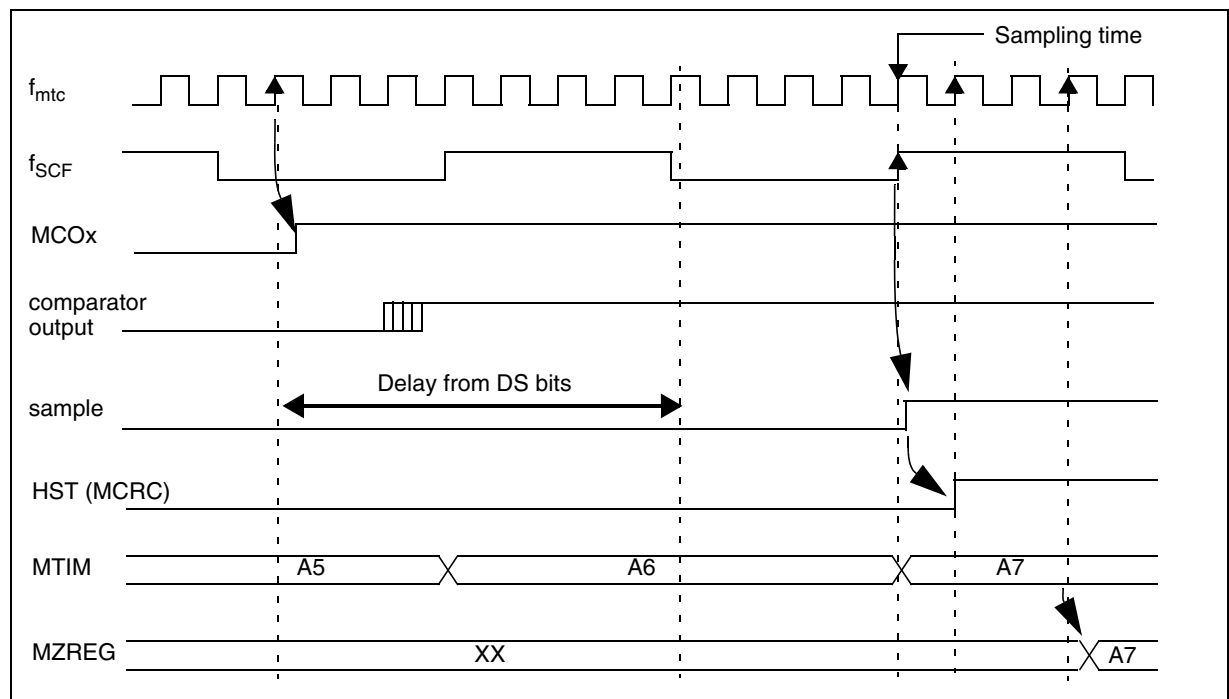 Sampling time
fmtc
fSCF
MCOx
comparator
output
Delay from DS bits
sample
HST (MCRC)
MTIM
A5
A6
A7
MZREG
XX
A7